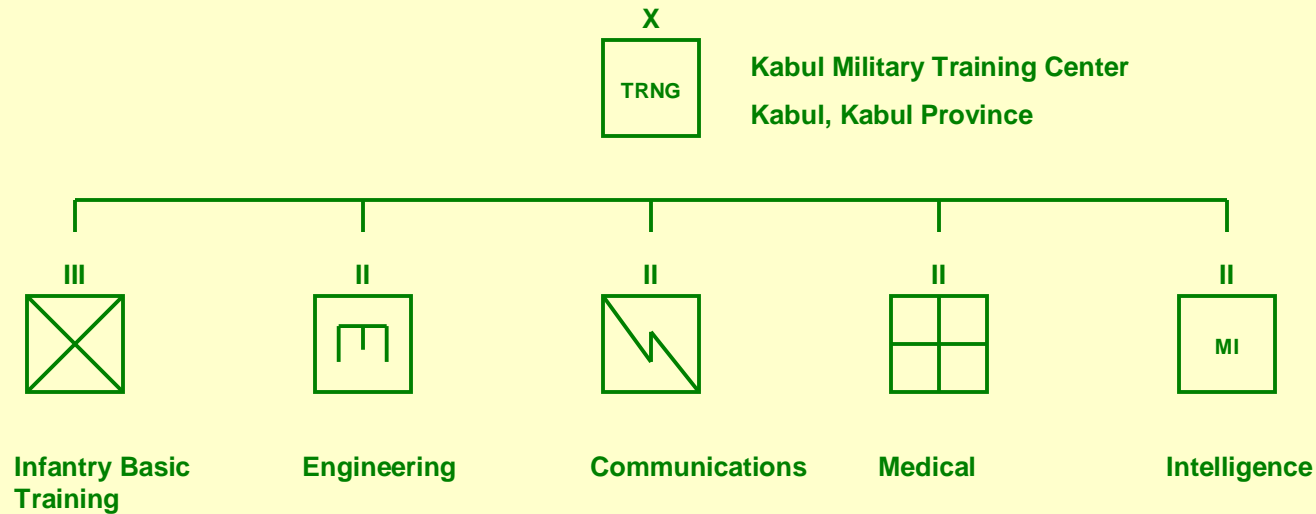 X
TRNG
Kabul Military Training Center
Kabul, Kabul Province
III
II
II
II
II
MI
Infantry Basic
Training
Engineering
Communications
Medical
Intelligence